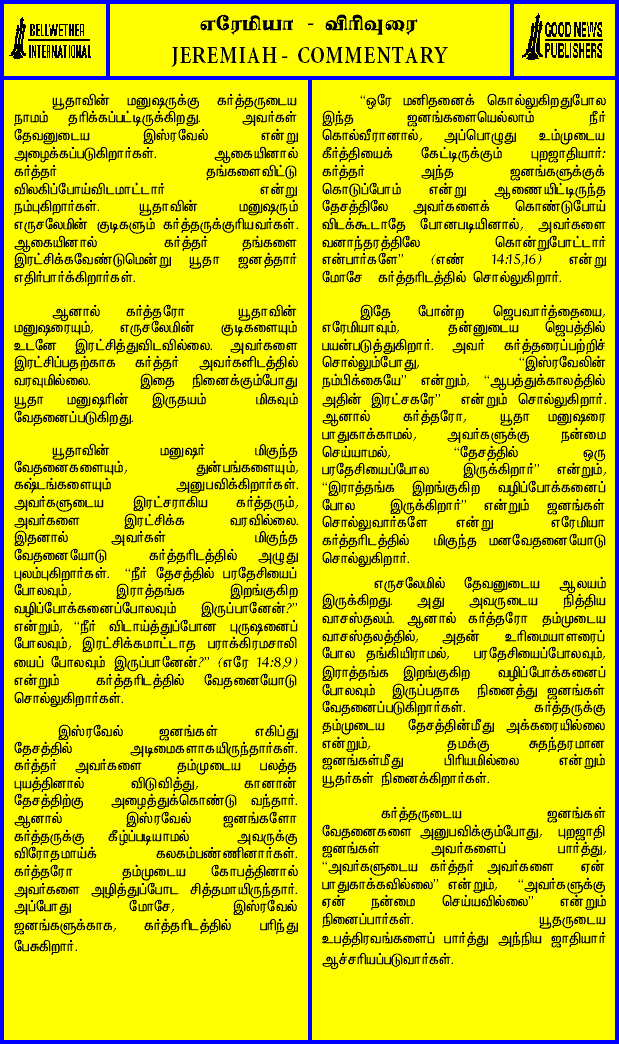 BELLWETHER
INTERNATIONAL
எரேமியா - விரிவுரை
JEREMIAH - COMMENTARY
GOOD NEWS
PUBLISHERS
யூதாவின் மனுஷருக்கு கர்த்தருடைய
நாமம் தரிக்கப்பட்டிருக்கிறது. அவர்கள்
தேவனுடைய இஸ்ரவேல் என்று
அழைக்கப்படுகிறார்கள். ஆகையினால்
கர்த்தர் தங்களைவிட்டு
விலகிப்போய்விடமாட்டார் என்று
நம்புகிறார்கள். யூதாவின் மனுஷரும்
எருசலேமின் குடிகளும் கர்த்தருக்குரியவர்கள்.
ஆகையினால் கர்த்தர் தங்களை
இரட்சிக்கவேண்டுமென்று யூதா ஜனத்தார்
எதிர்பார்க்கிறார்கள்.
ஆனால் கர்த்தரோ யூதாவின்
மனுஷரையும், எருசலேமின் குடிகளையும்
உடனே இரட்சித்துவிடவில்லை. அவர்களை
இரட்சிப்பதற்காக கர்த்தர் அவர்களிடத்தில்
வரவுமில்லை. இதை நினைக்கும்போது
யூதா மனுஷரின் இருதயம் மிகவும்
வேதனைப்படுகிறது.
யூதாவின் மனுஷர் மிகுந்த
வேதனைகளையும், துன்பங்களையும்,
கஷ்டங்களையும் அனுபவிக்கிறார்கள்.
அவர்களுடைய இரட்சராகிய கர்த்தரும்,
அவர்களை இரட்சிக்க வரவில்லை.
இதனால் அவர்கள் மிகுந்த
வேதனையோடு கர்த்தரிடத்தில் அழுது
புலம்புகிறார்கள். “நீர் தேசத்தில் பரதேசியைப்
போலவும், இராத்தங்க இறங்குகிற
வழிப்போக்கனைப்போலவும் இருப்பானேன்?”
என்றும், “நீர் விடாய்த்துப்போன புருஷனைப்
போலவும், இரட்சிக்கமாட்டாத பராக்கிரமசாலி
யைப் போலவும் இருப்பானேன்?” (எரே 14:8,9)
என்றும் கர்த்தரிடத்தில் வேதனையோடு
சொல்லுகிறார்கள்.
இஸ்ரவேல் ஜனங்கள் எகிப்து
தேசத்தில் அடிமைகளாகயிருந்தார்கள்.
கர்த்தர் அவர்களை தம்முடைய பலத்த
புயத்தினால் விடுவித்து, கானான்
தேசத்திற்கு அழைத்துக்கொண்டு வந்தார்.
ஆனால் இஸ்ரவேல் ஜனங்களோ
கர்த்தருக்கு கீழ்ப்படியாமல் அவருக்கு
விரோதமாய்க் கலகம்பண்ணினார்கள்.
கர்த்தரோ தம்முடைய கோபத்தினால்
அவர்களை அழித்துப்போட சித்தமாயிருந்தார்.
அப்போது மோசே, இஸ்ரவேல்
ஜனங்களுக்காக, கர்த்தரிடத்தில் பரிந்து
பேசுகிறார்.
“ஒரே மனிதனைக் கொல்லுகிறதுபோல
இந்த ஜனங்களையெல்லாம் நீர்
கொல்வீரானால், அப்பொழுது உம்முடைய
கீர்த்தியைக் கேட்டிருக்கும் புறஜாதியார்:
கர்த்தர் அந்த ஜனங்களுக்குக்
கொடுப்போம் என்று ஆணையிட்டிருந்த
தேசத்திலே அவர்களைக் கொண்டுபோய்
விடக்கூடாதே போனபடியினால், அவர்களை
வனாந்தரத்திலே கொன்றுபோட்டார்
என்பார்களே” (எண் 14:15,16) என்று
மோசே கர்த்தரிடத்தில் சொல்லுகிறார்.
இதே போன்ற ஜெபவார்த்தையை,
எரேமியாவும், தன்னுடைய ஜெபத்தில்
பயன்படுத்துகிறார். அவர் கர்த்தரைப்பற்றிச்
சொல்லும்போது, “இஸ்ரவேலின்
நம்பிக்கையே” என்றும், “ஆபத்துக்காலத்தில்
அதின் இரட்சகரே” என்றும் சொல்லுகிறார்.
ஆனால் கர்த்தரோ, யூதா மனுஷரை
பாதுகாக்காமல், அவர்களுக்கு நன்மை
செய்யாமல், “தேசத்தில் ஒரு
பரதேசியைப்போல இருக்கிறார்” என்றும்,
“இராத்தங்க இறங்குகிற வழிப்போக்கனைப்
போல இருக்கிறார்” என்றும் ஜனங்கள்
சொல்லுவார்களே என்று எரேமியா
கர்த்தரிடத்தில் மிகுந்த மனவேதனையோடு
சொல்லுகிறார்.
எருசலேமில் தேவனுடைய ஆலயம்
இருக்கிறது. அது அவருடைய நித்திய
வாசஸ்தலம். ஆனால் கர்த்தரோ தம்முடைய
வாசஸ்தலத்தில், அதன் உரிமையாளரைப்
போல தங்கியிராமல், பரதேசியைப்போலவும்,
இராத்தங்க இறங்குகிற வழிப்போக்கனைப்
போலவும் இருப்பதாக நினைத்து ஜனங்கள்
வேதனைப்படுகிறார்கள். கர்த்தருக்கு
தம்முடைய தேசத்தின்மீது அக்கரையில்லை
என்றும், தமக்கு சுதந்தரமான
ஜனங்கள்மீது பிரியமில்லை என்றும்
யூதர்கள் நினைக்கிறார்கள்.
கர்த்தருடைய ஜனங்கள்
வேதனைகளை அனுபவிக்கும்போது, புறஜாதி
ஜனங்கள் அவர்களைப் பார்த்து,
“அவர்களுடைய கர்த்தர் அவர்களை ஏன்
பாதுகாக்கவில்லை” என்றும், “அவர்களுக்கு
ஏன் நன்மை செய்யவில்லை” என்றும்
நினைப்பார்கள். யூதருடைய
உபத்திரவங்களைப் பார்த்து அந்நிய ஜாதியார்
ஆச்சரியப்படுவார்கள்.